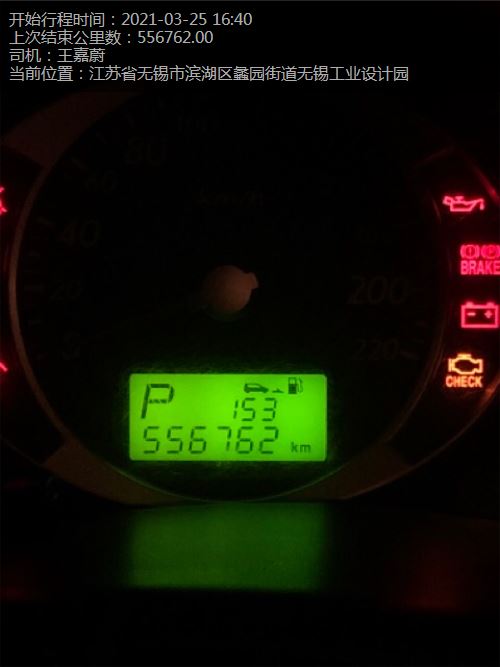 开始行程时间：2021-03-25 16:40
上次结束公里数：556762.00
司机：王嘉蔚
当前位置：江苏省无锡市滨湖区蠡园街道无锡工业设计园
100
80
60
km/h
40
20
200
220
BRAKE
CHECK
P
153
556762 km